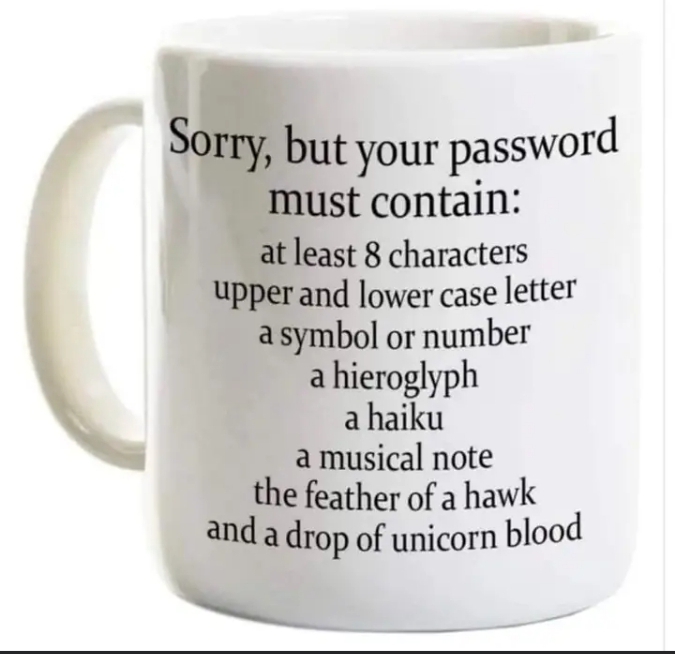 Sorry, but your password
must contain:
at least 8 characters
upper and lower case letter
a symbol or number
a hieroglyph
a haiku
a musical note
the feather of a hawk
and a drop of unicorn blood